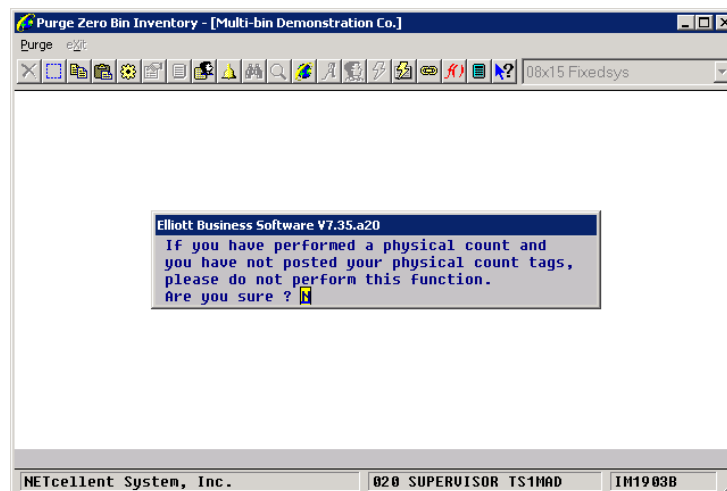 Purge Zero Bin Inventory - [Multi-bin Demonstration Co.]
Purge eXit
08x15 Fixedsys
Elliott Business Software V7.35.a20
If you have performed a physical count and
you have not posted your physical count tags,
please do not perform this function.
Are you sure ? N
NETcellent System, Inc. 020 SUPERVISOR TS1MAD IM1903B